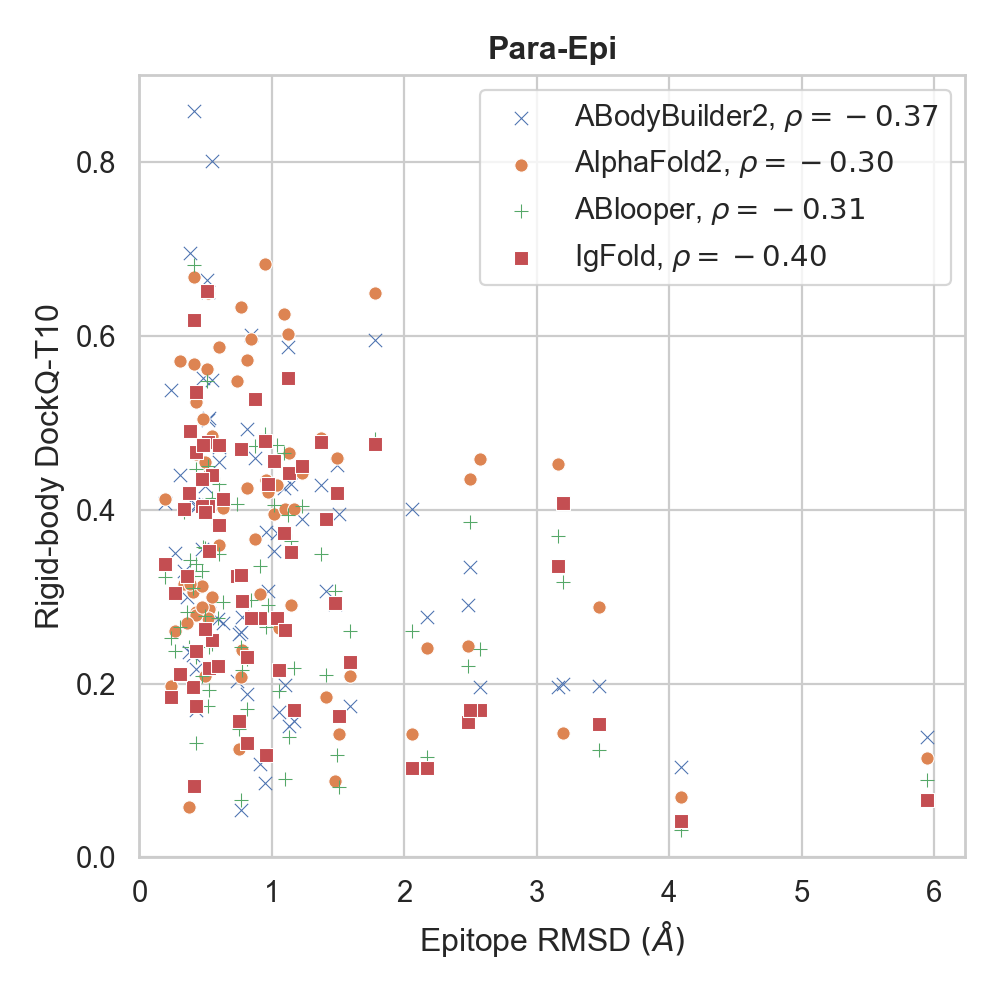 Para-Epi
ABodyBuilder2, ρ = − 0.37
AlphaFold2, ρ = − 0.30
ABlooper, ρ = − 0.31
IgFold, ρ = − 0.40
Rigid-body DockQ-T10
0.8
0.6
0.4
0.2
0.0
0 1 2 3 4 5 6
Epitope RMSD (Å)